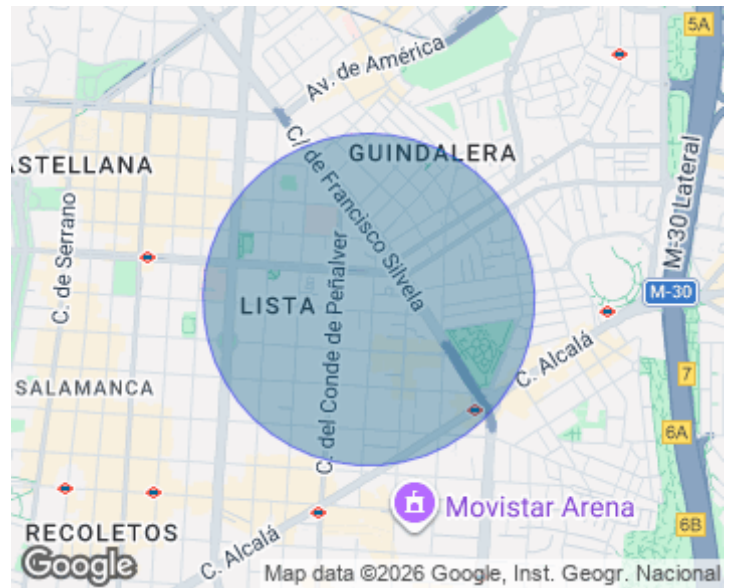 5A
Av. de América
C/ de Francisco Silvela
GUINDALERA
ASTELLANA
M-30 Lateral
C. de Serrano
C. del Conde de Peñalver
LISTA
M-30
C. Alcalá
7
SALAMANCA
6A
Movistar Arena
6B
RECOLETOS
C. Alcalá
Google
Map data ©2026 Google, Inst. Geogr. Nacional